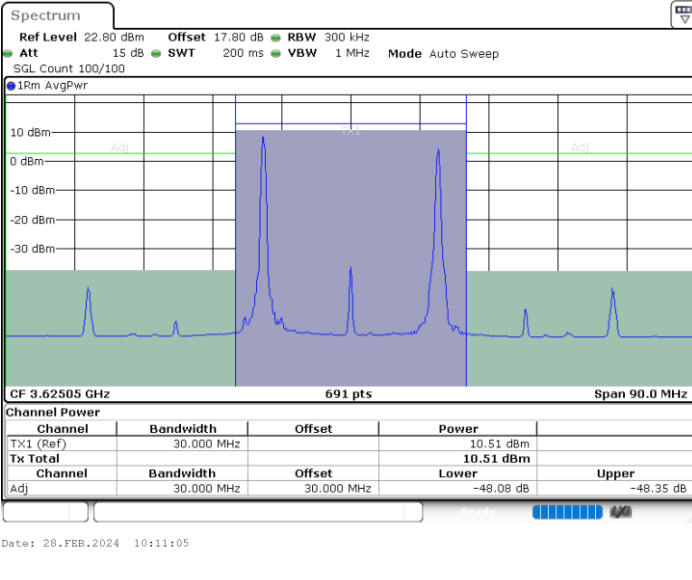 Spectrum
Ref Level 22.80 dBm Offset 17.80 dB RBW 300 kHz
Att 15 dB SWT 200 ms VBW 1 MHz Mode Auto Sweep
SGL Count 100/100
1Rm AvgPwr
TX1
10 dBm
Adj Adj
0 dBm
-10 dBm
-20 dBm
-30 dBm
CF 3.62505 GHz 691 pts Span 90.0 MHz
Channel Power
Channel Bandwidth Offset Power
TX1 (Ref) 30.000 MHz 10.51 dBm
Tx Total 10.51 dBm
Channel Bandwidth Offset Lower Upper
Adj 30.000 MHz 30.000 MHz -48.08 dB -48.35 dB
Ready
Date: 28.FEB.2024 10:11:05